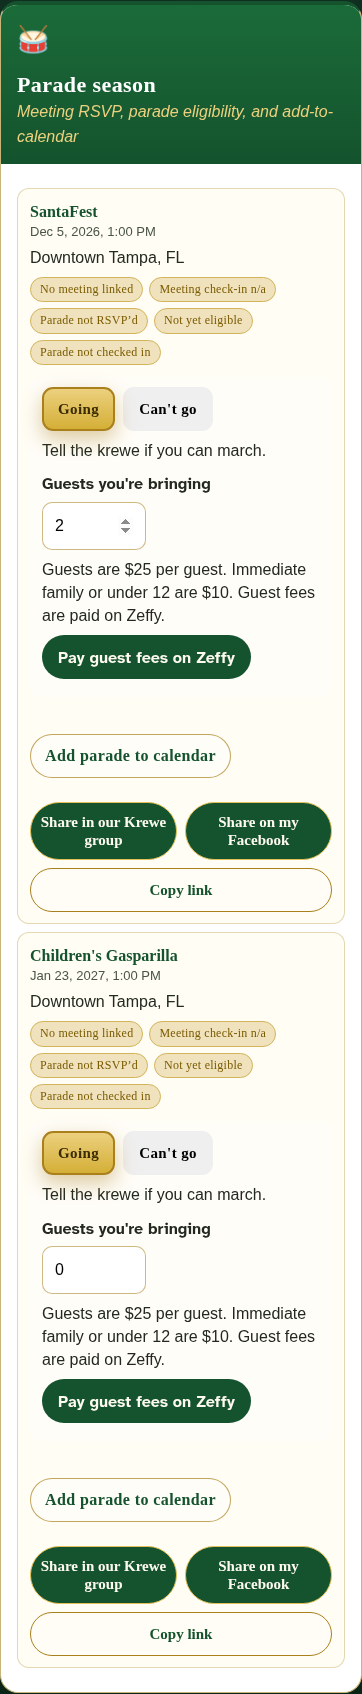 Parade season
Meeting RSVP, parade eligibility, and add-to-
calendar
SantaFest
Dec 5, 2026, 1:00 PM
Downtown Tampa, FL
No meeting linked
Meeting check-in n/a
Parade not RSVP’d
Not yet eligible
Parade not checked in
Going
Can't go
Tell the krewe if you can march.
Guests you're bringing
2
Guests are $25 per guest. Immediate
family or under 12 are $10. Guest fees
are paid on Zeffy.
Pay guest fees on Zeffy
Add parade to calendar
Share in our Krewe
group
Share on my
Facebook
Copy link
Children's Gasparilla
Jan 23, 2027, 1:00 PM
Downtown Tampa, FL
No meeting linked
Meeting check-in n/a
Parade not RSVP’d
Not yet eligible
Parade not checked in
Going
Can't go
Tell the krewe if you can march.
Guests you're bringing
0
Guests are $25 per guest. Immediate
family or under 12 are $10. Guest fees
are paid on Zeffy.
Pay guest fees on Zeffy
Add parade to calendar
Share in our Krewe
group
Share on my
Facebook
Copy link